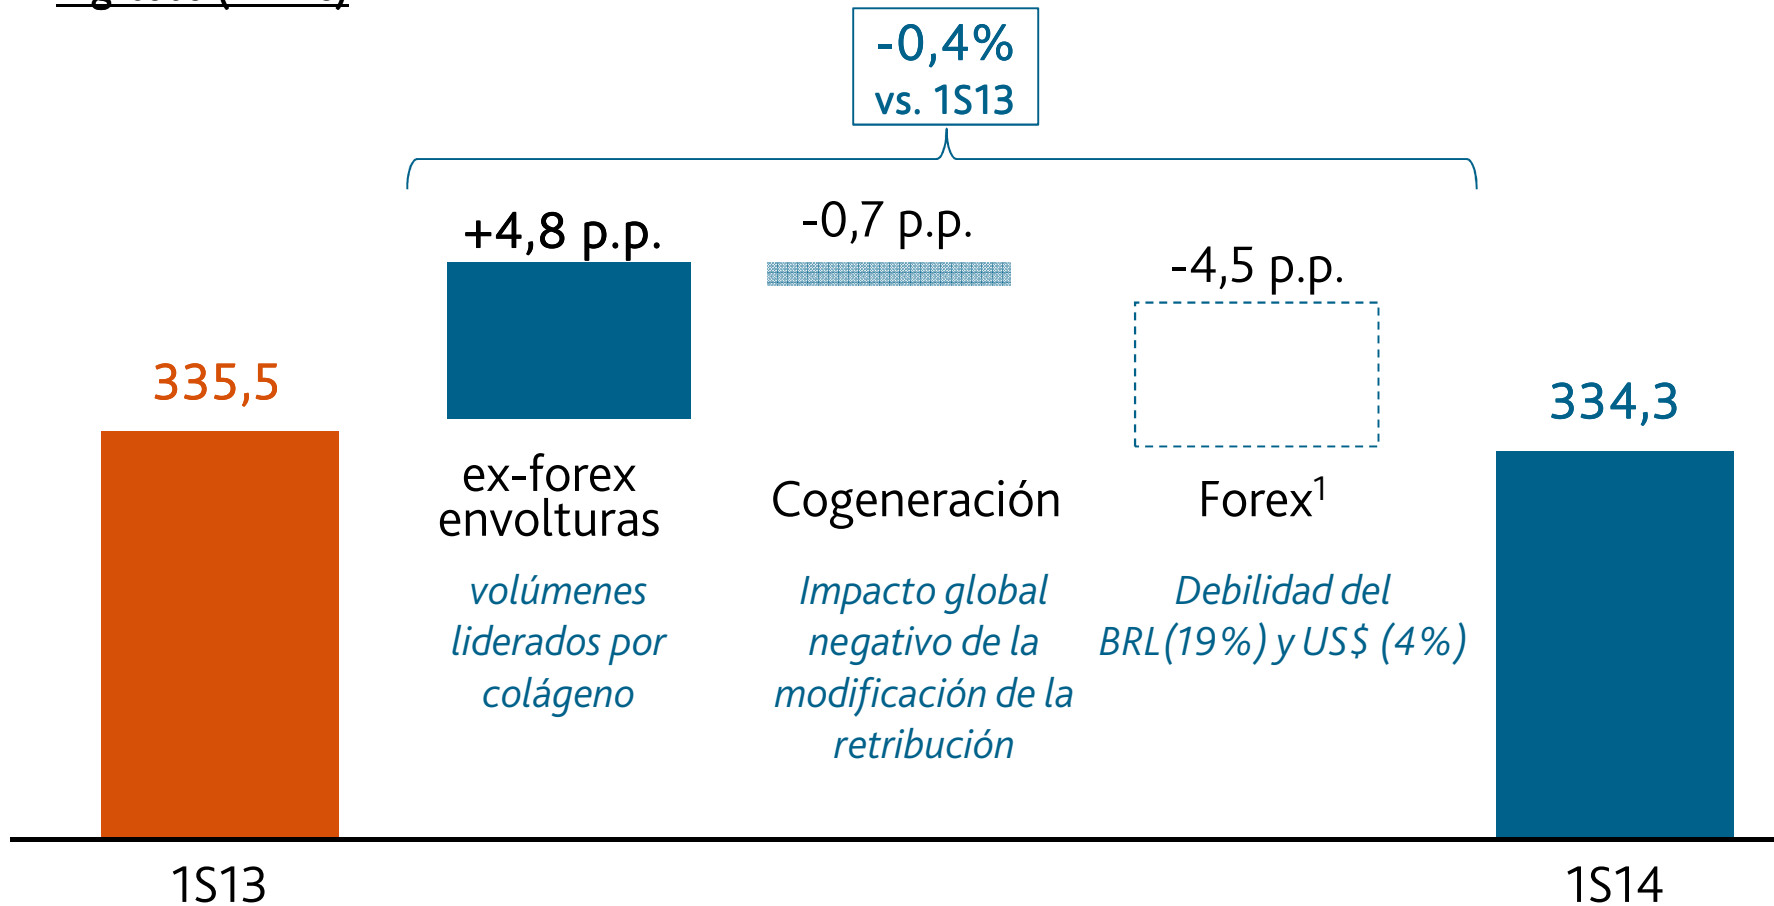 -0,4%
vs. 1S13
+4,8 p.p.
-0,7 p.p.
-4,5 p.p.
335,5
334,3
ex-forex
envolturas
Cogeneración
Forex¹
volúmenes
liderados por
colágeno
Impacto global
negativo de la
modificación de la
retribución
Debilidad del
BRL(19%) y US$ (4%)
1S13
1S14